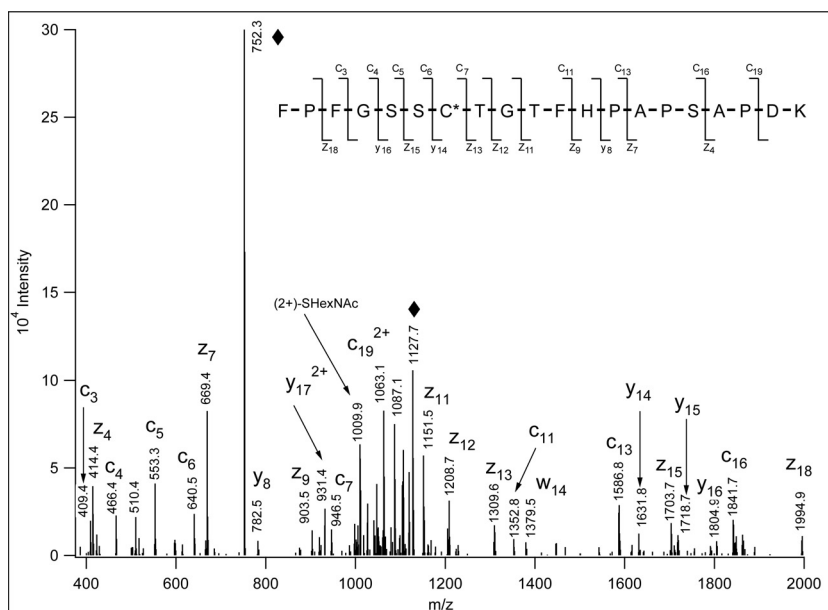 30
25
20
15
10
5
0
10⁴ Intensity
400
600
800
1000
1200
1400
1600
1800
2000
m/z
752.3
C₃ C₄ C₅ C₆ C₇ C₁₁ C₁₃ C₁₆ C₁₉
F-P-F-G-S-S-C*-T-G-T-F-H-P-A-P-S-A-P-D-K
Z₁₈ y₁₆ Z₁₅ y₁₄ Z₁₃ Z₁₂ Z₁₁ Z₉ y₈ Z₇ Z₄
(2+)-SHexNAc
c₃
409.4
z₄
414.4
c₄
466.4
510.4
c₅
553.3
c₆
640.5
z₇
669.4
y₈
782.5
z₉
903.5
y₁₇²⁺
931.4
c₇
946.5
1009.9
c₁₉²⁺
1063.1
1087.1
1127.7
z₁₁
1151.5
z₁₂
1208.7
z₁₃
1309.6
c₁₁
1352.8
w₁₄
1379.5
c₁₃
1586.8
y₁₄
1631.8
z₁₅
1703.7
y₁₅
1718.7
y₁₆
1804.9
c₁₆
1841.7
z₁₈
1994.9